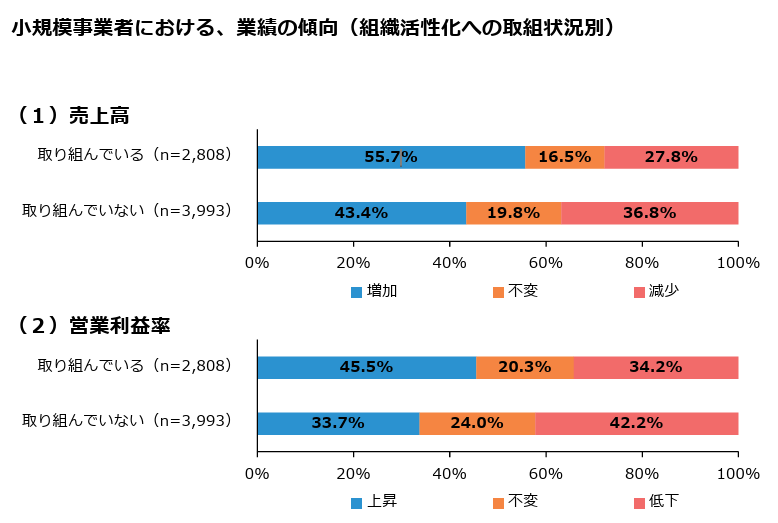 小規模事業者における、業績の傾向（組織活性化への取組状況別）
（１）売上高
取り組んでいる（n=2,808） 55.7% 16.5% 27.8%
取り組んでいない（n=3,993） 43.4% 19.8% 36.8%
0% 20% 40% 60% 80% 100%
増加 不変 減少
（２）営業利益率
取り組んでいる（n=2,808） 45.5% 20.3% 34.2%
取り組んでいない（n=3,993） 33.7% 24.0% 42.2%
0% 20% 40% 60% 80% 100%
上昇 不変 低下